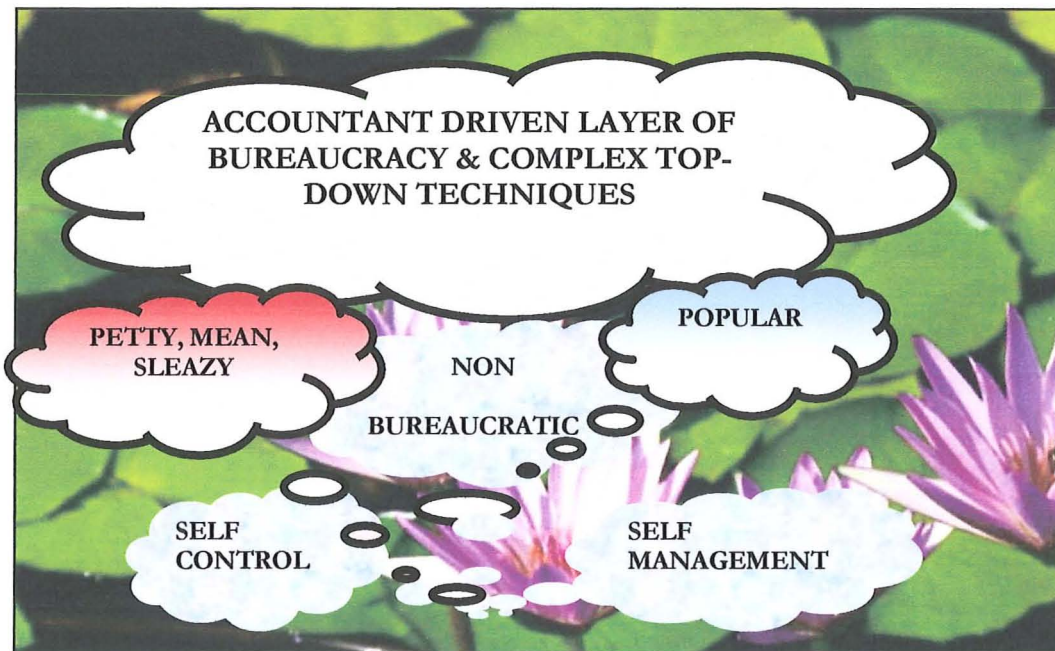 ACCOUNTANT DRIVEN LAYER OF
BUREAUCRACY & COMPLEX TOP-
DOWN TECHNIQUES
PETTY, MEAN,
SLEAZY
POPULAR
NON
BUREAUCRATIC
SELF
CONTROL
SELF
MANAGEMENT